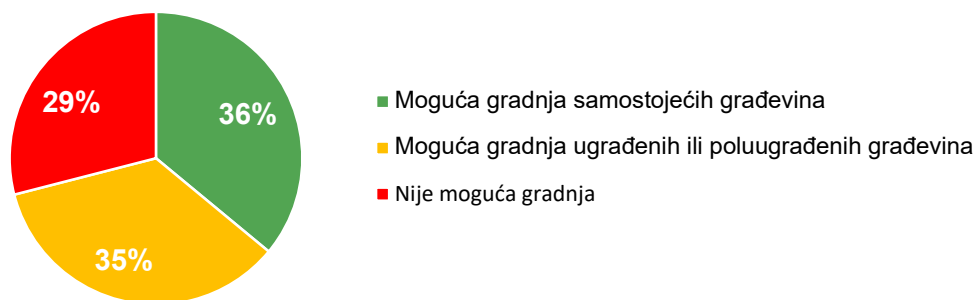 29%
36%
35%
Moguća gradnja samostojećih građevina
Moguća gradnja ugrađenih ili poluugrađenih građevina
Nije moguća gradnja